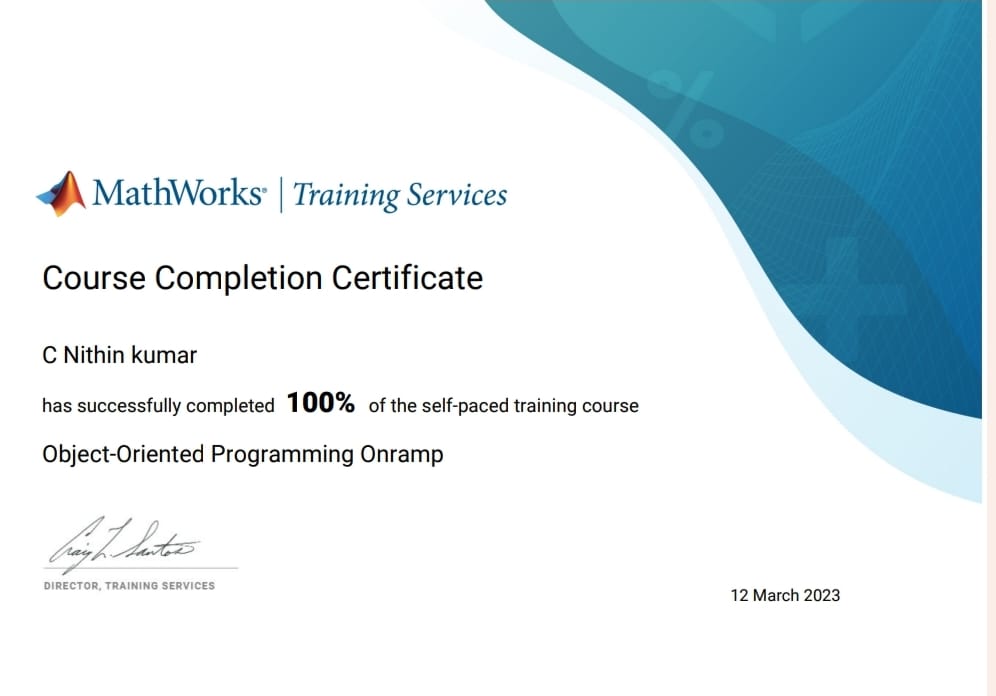 MathWorks® | Training Services
Course Completion Certificate
C Nithin kumar
has successfully completed 100% of the self-paced training course
Object-Oriented Programming Onramp
Craig L. Santos
DIRECTOR, TRAINING SERVICES
12 March 2023